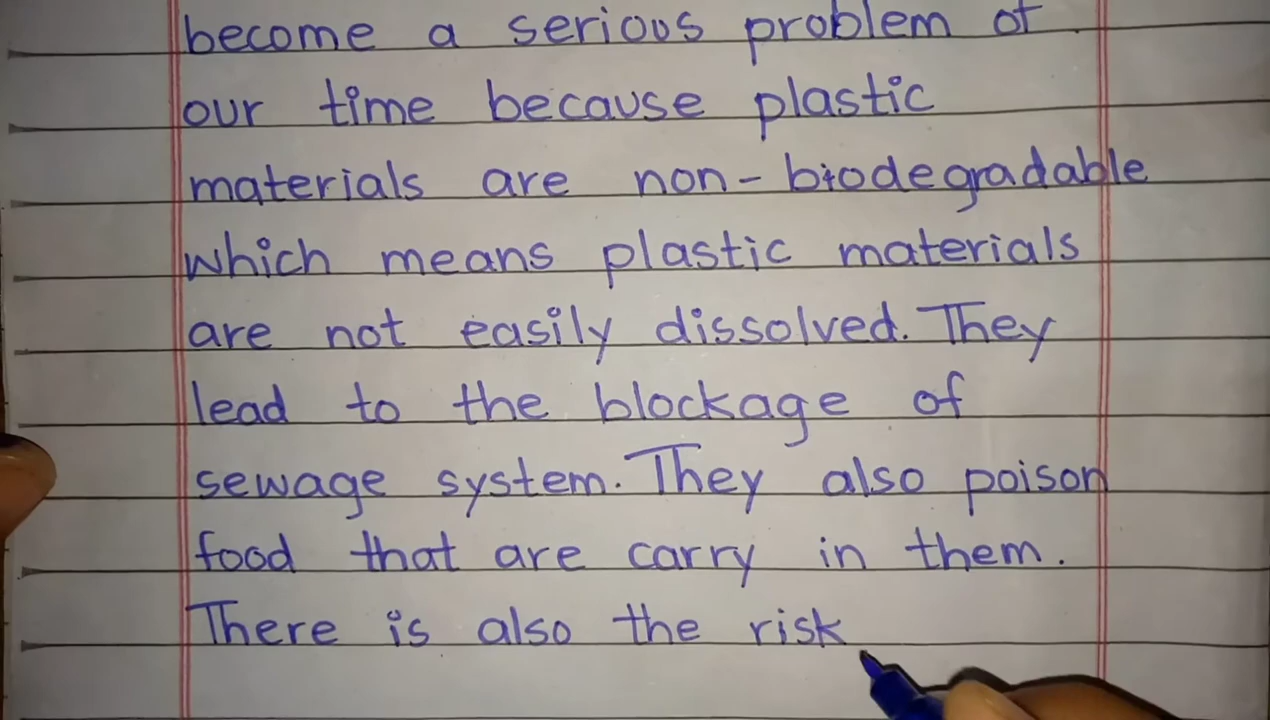 become a serious problem of
our time because plastic
materials are non-biodegradable
which means plastic materials
are not easily dissolved. They
lead to the blockage of
sewage system. They also poison
food that are carry in them.
There is also the risk